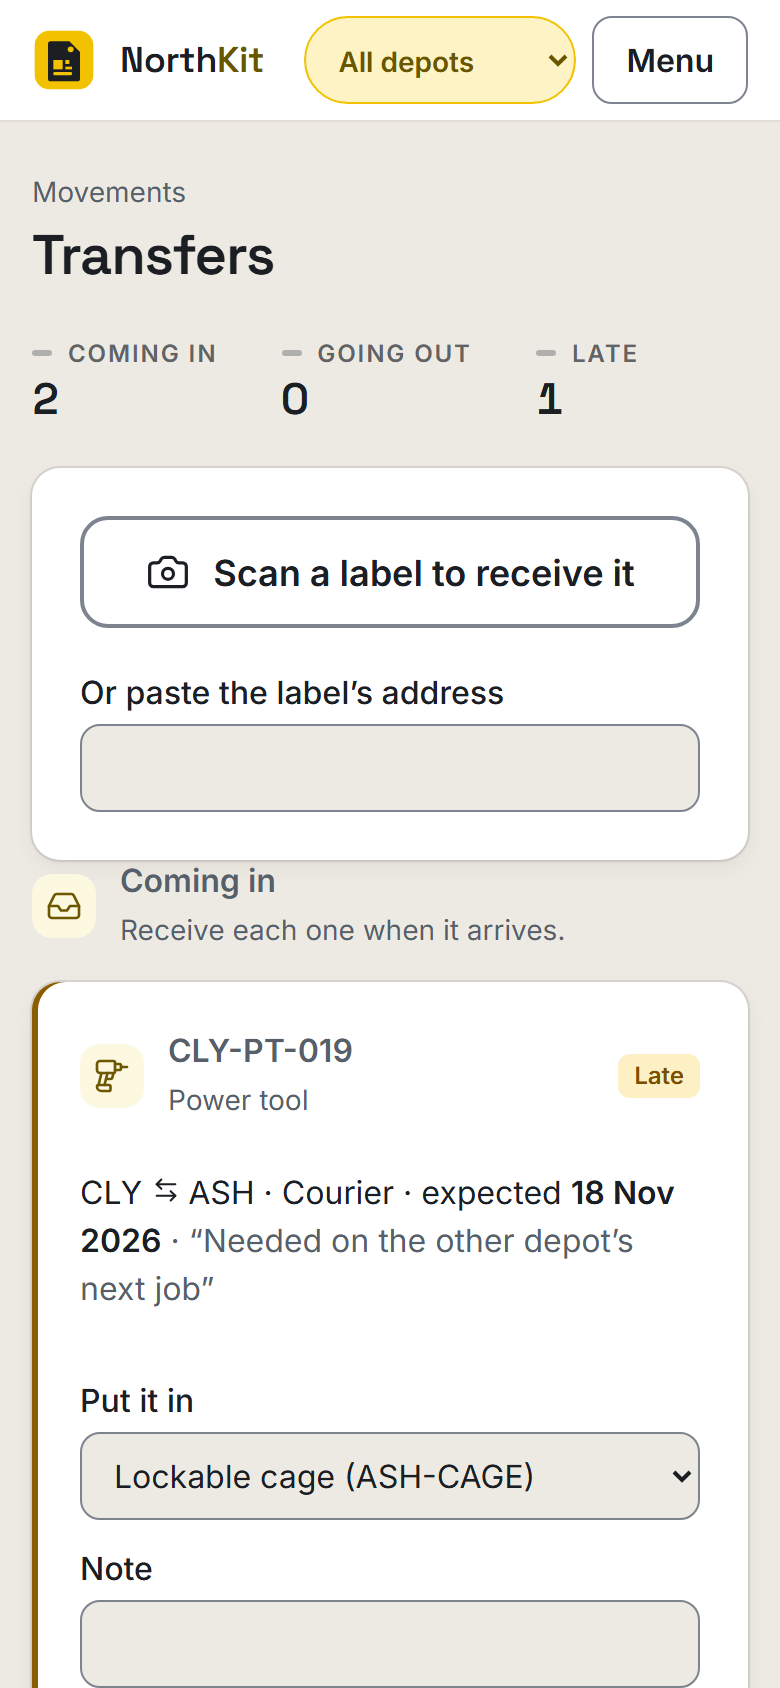 NorthKit
All depots
Menu
Movements
Transfers
COMING IN
GOING OUT
LATE
2
0
1
Scan a label to receive it
Or paste the label’s address
Coming in
Receive each one when it arrives.
CLY-PT-019
Power tool
Late
CLY ⇆ ASH · Courier · expected 18 Nov
2026 · “Needed on the other depot’s
next job”
Put it in
Lockable cage (ASH-CAGE)
Note